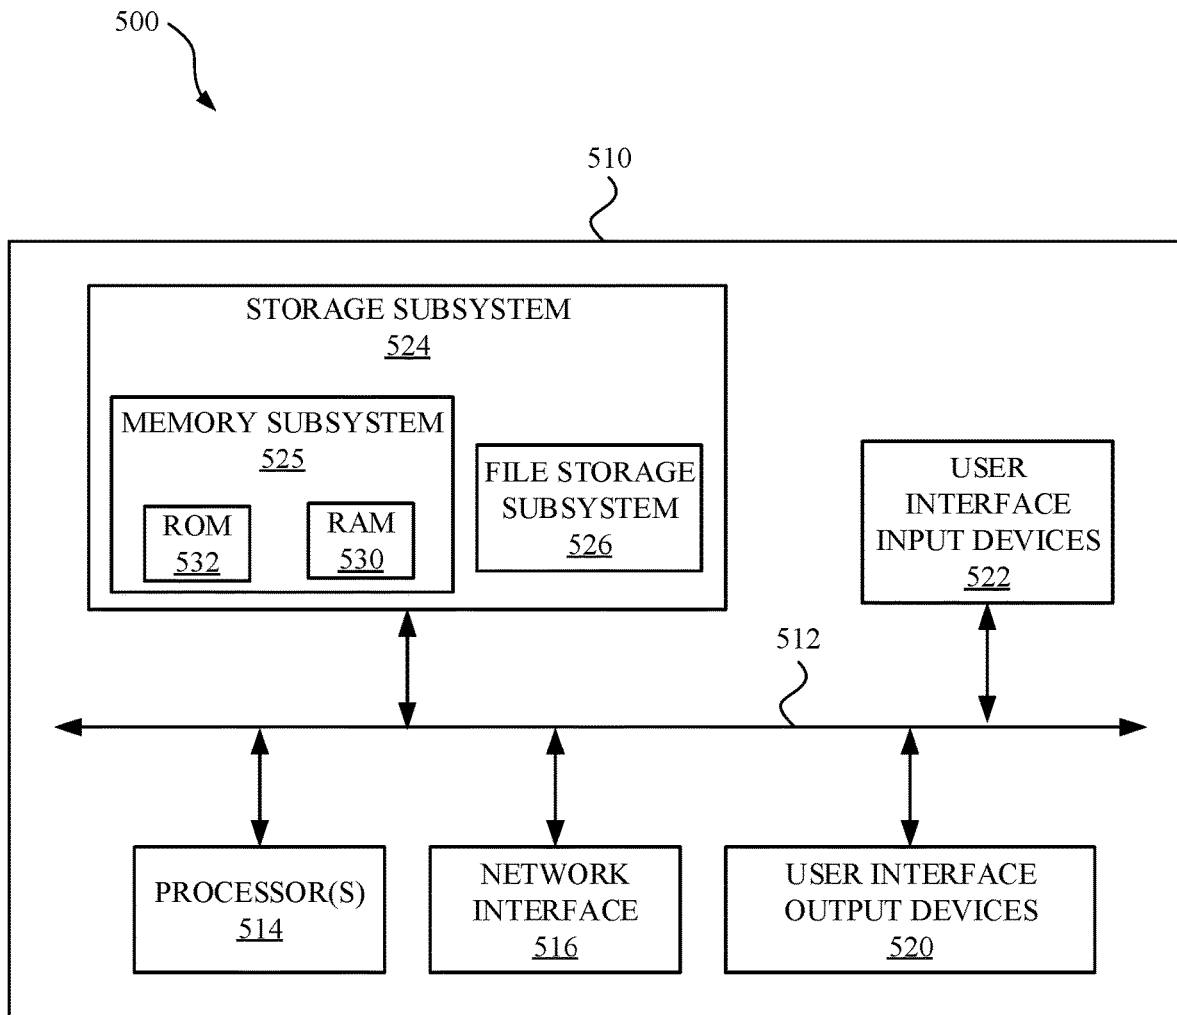 500
510
STORAGE SUBSYSTEM
524
MEMORY SUBSYSTEM
525
ROM
532
RAM
530
FILE STORAGE
SUBSYSTEM
526
USER
INTERFACE
INPUT DEVICES
522
512
PROCESSOR(S)
514
NETWORK
INTERFACE
516
USER INTERFACE
OUTPUT DEVICES
520